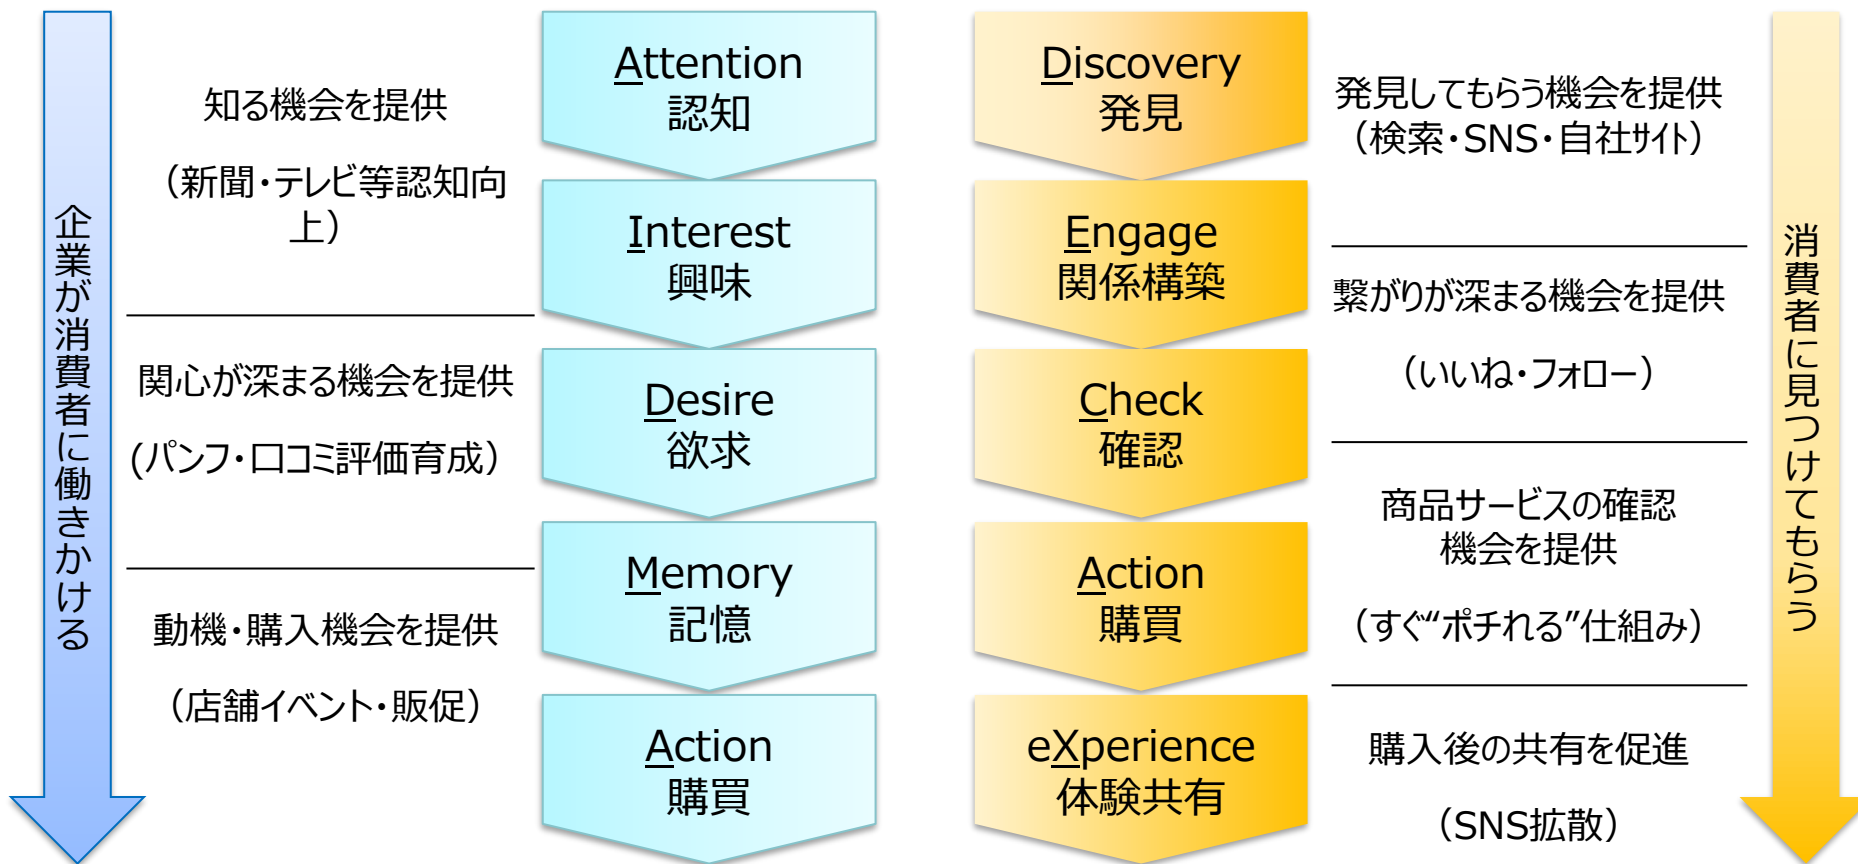 企業が消費者に働きかける
知る機会を提供
（新聞・テレビ等認知向
上）
関心が深まる機会を提供
(パンフ・口コミ評価育成）
動機・購入機会を提供
（店舗イベント・販促）
Attention
認知
Interest
興味
Desire
欲求
Memory
記憶
Action
購買
Discovery
発見
Engage
関係構築
Check
確認
Action
購買
eXperience
体験共有
発見してもらう機会を提供
（検索・SNS・自社サイト）
繋がりが深まる機会を提供
（いいね・フォロー）
商品サービスの確認
機会を提供
（すぐ“ポチれる”仕組み）
購入後の共有を促進
（SNS拡散）
消費者に見つけてもらう